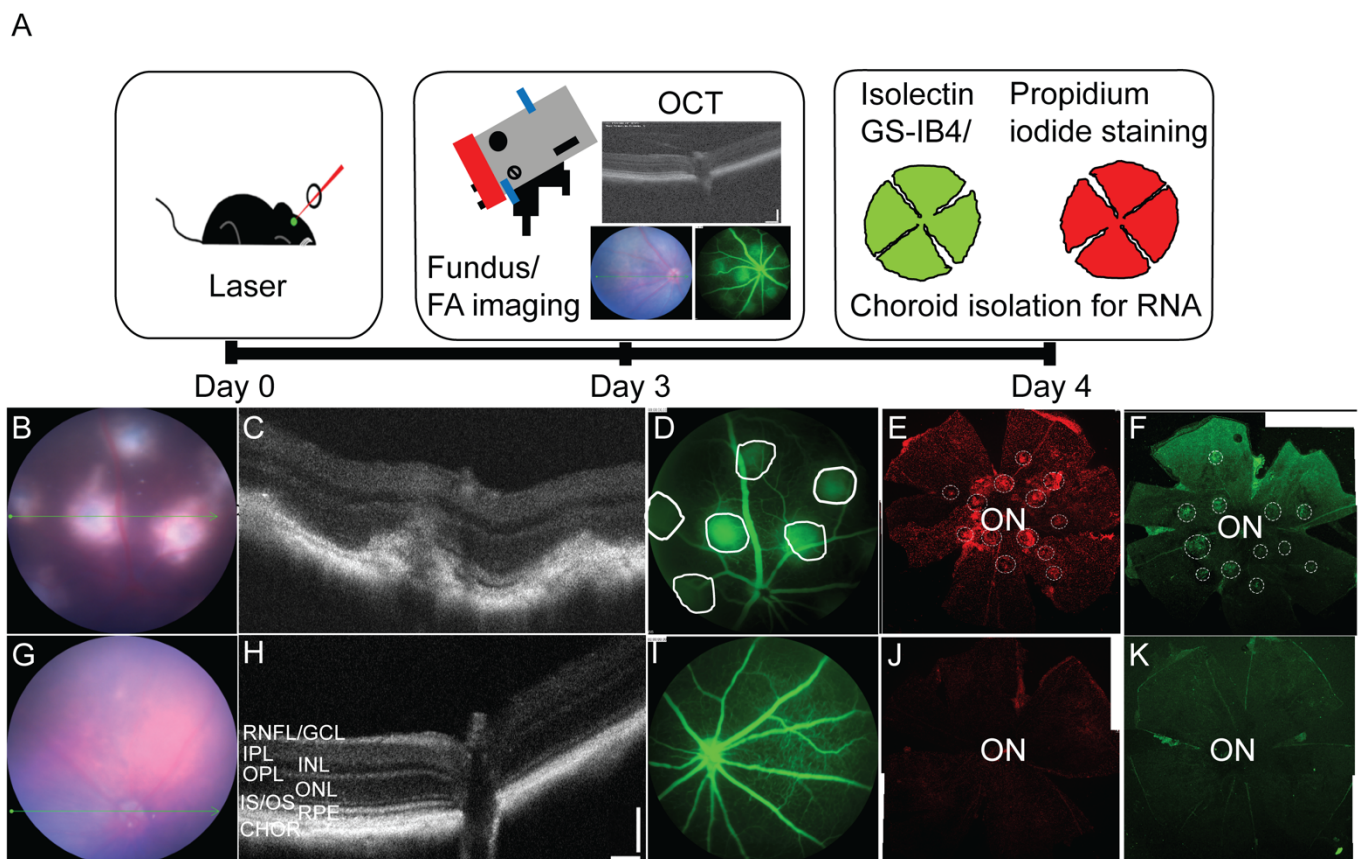 A
Laser
OCT
Fundus/
FA imaging
Isolectin
GS-IB4/
Propidium
iodide staining
Choroid isolation for RNA
Day 0
Day 3
Day 4
B
C
D
E
ON
F
ON
G
H
RNFL/GCL
IPL
INL
OPL
ONL
IS/OS
RPE
CHOR
I
J
ON
K
ON